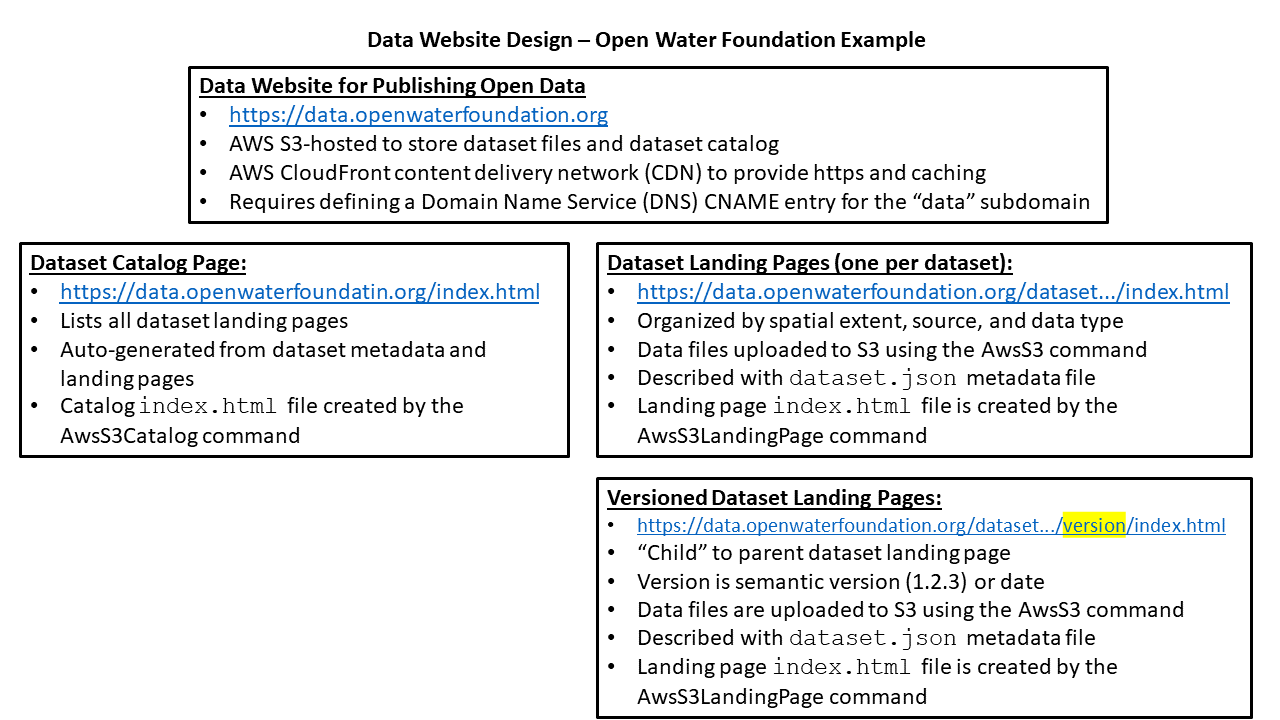 Data Website Design – Open Water Foundation Example
Data Website for Publishing Open Data
• https://data.openwaterfoundation.org
• AWS S3-hosted to store dataset files and dataset catalog
• AWS CloudFront content delivery network (CDN) to provide https and caching
• Requires defining a Domain Name Service (DNS) CNAME entry for the “data” subdomain
Dataset Catalog Page:
• https://data.openwaterfoundatin.org/index.html
• Lists all dataset landing pages
• Auto-generated from dataset metadata and
landing pages
• Catalog index.html file created by the
AwsS3Catalog command
Dataset Landing Pages (one per dataset):
• https://data.openwaterfoundation.org/dataset.../index.html
• Organized by spatial extent, source, and data type
• Data files uploaded to S3 using the AwsS3 command
• Described with dataset.json metadata file
• Landing page index.html file is created by the
AwsS3LandingPage command
Versioned Dataset Landing Pages:
• https://data.openwaterfoundation.org/dataset.../version/index.html
• “Child” to parent dataset landing page
• Version is semantic version (1.2.3) or date
• Data files are uploaded to S3 using the AwsS3 command
• Described with dataset.json metadata file
• Landing page index.html file is created by the
AwsS3LandingPage command